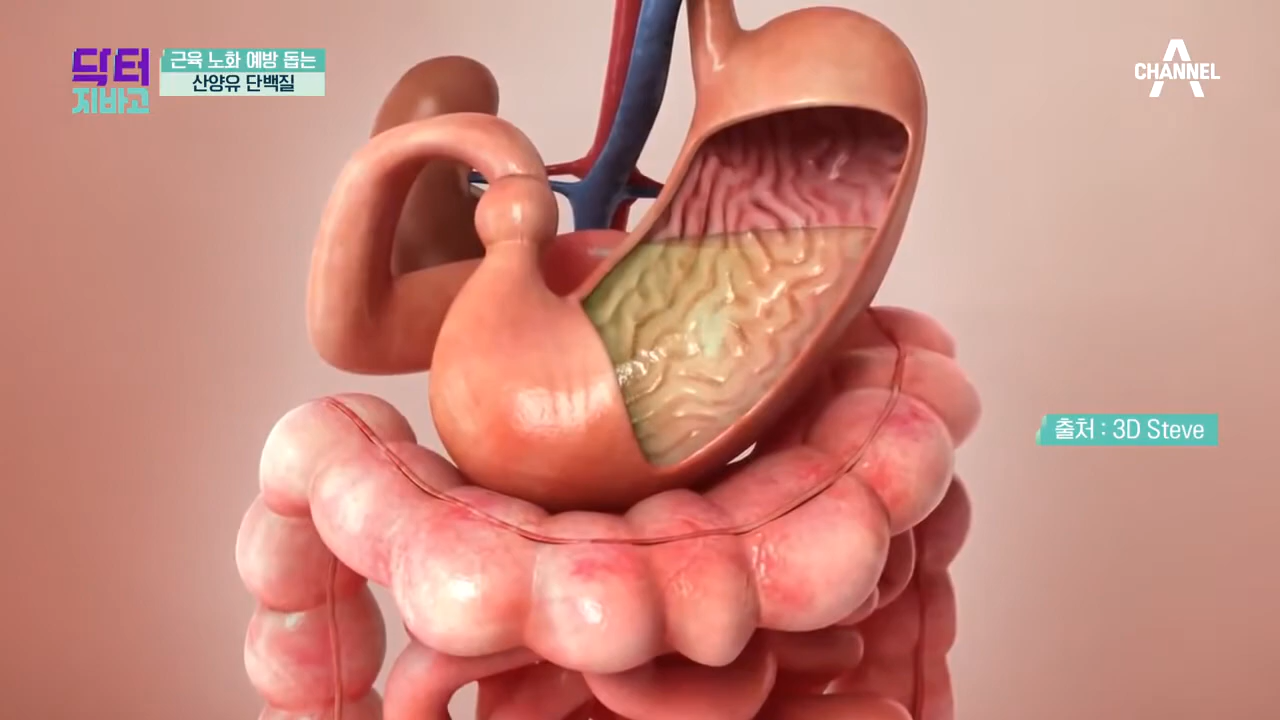 닥터
지바고
근육 노화 예방 돕는
산양유 단백질
CHANNEL A
출처 : 3D Steve